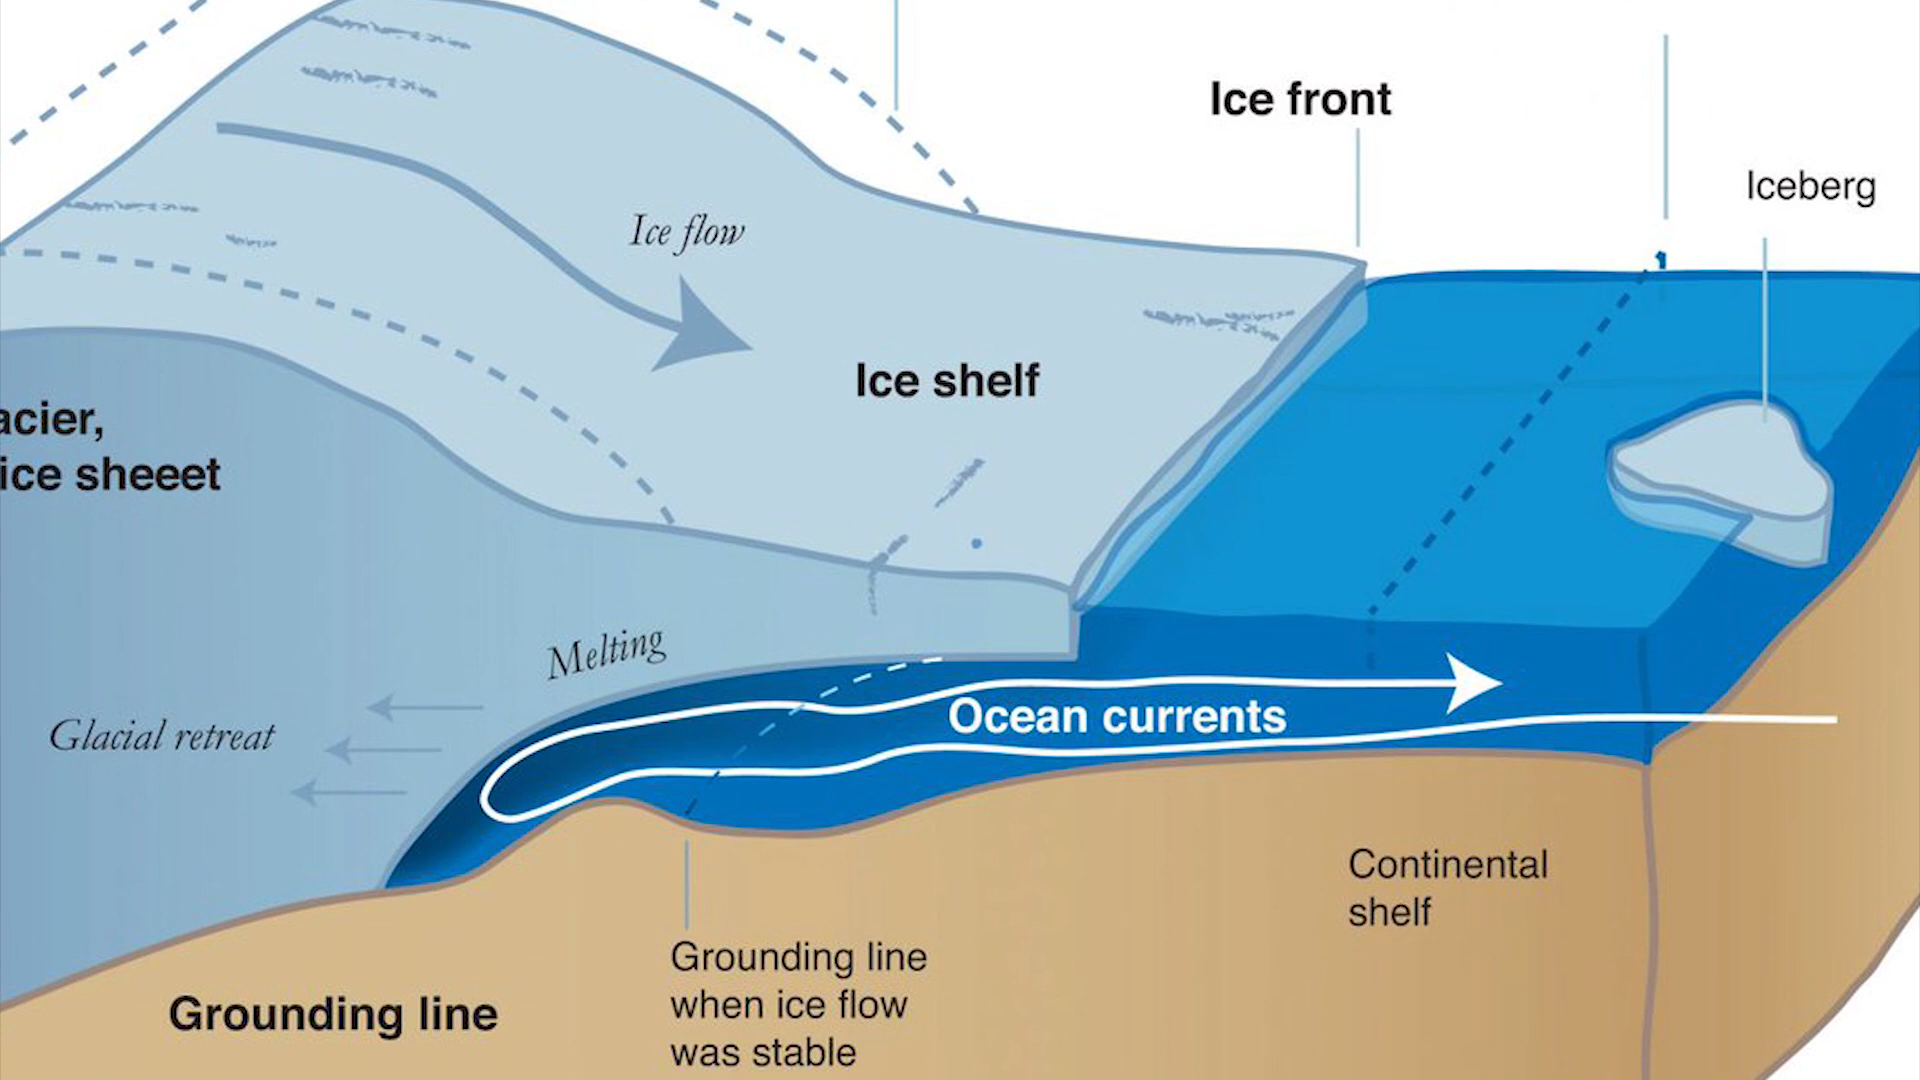 Ice front
Iceberg
Ice flow
Ice shelf
acier,
ice sheeet
Melting
Glacial retreat
Ocean currents
Continental
shelf
Grounding line
when ice flow
was stable
Grounding line